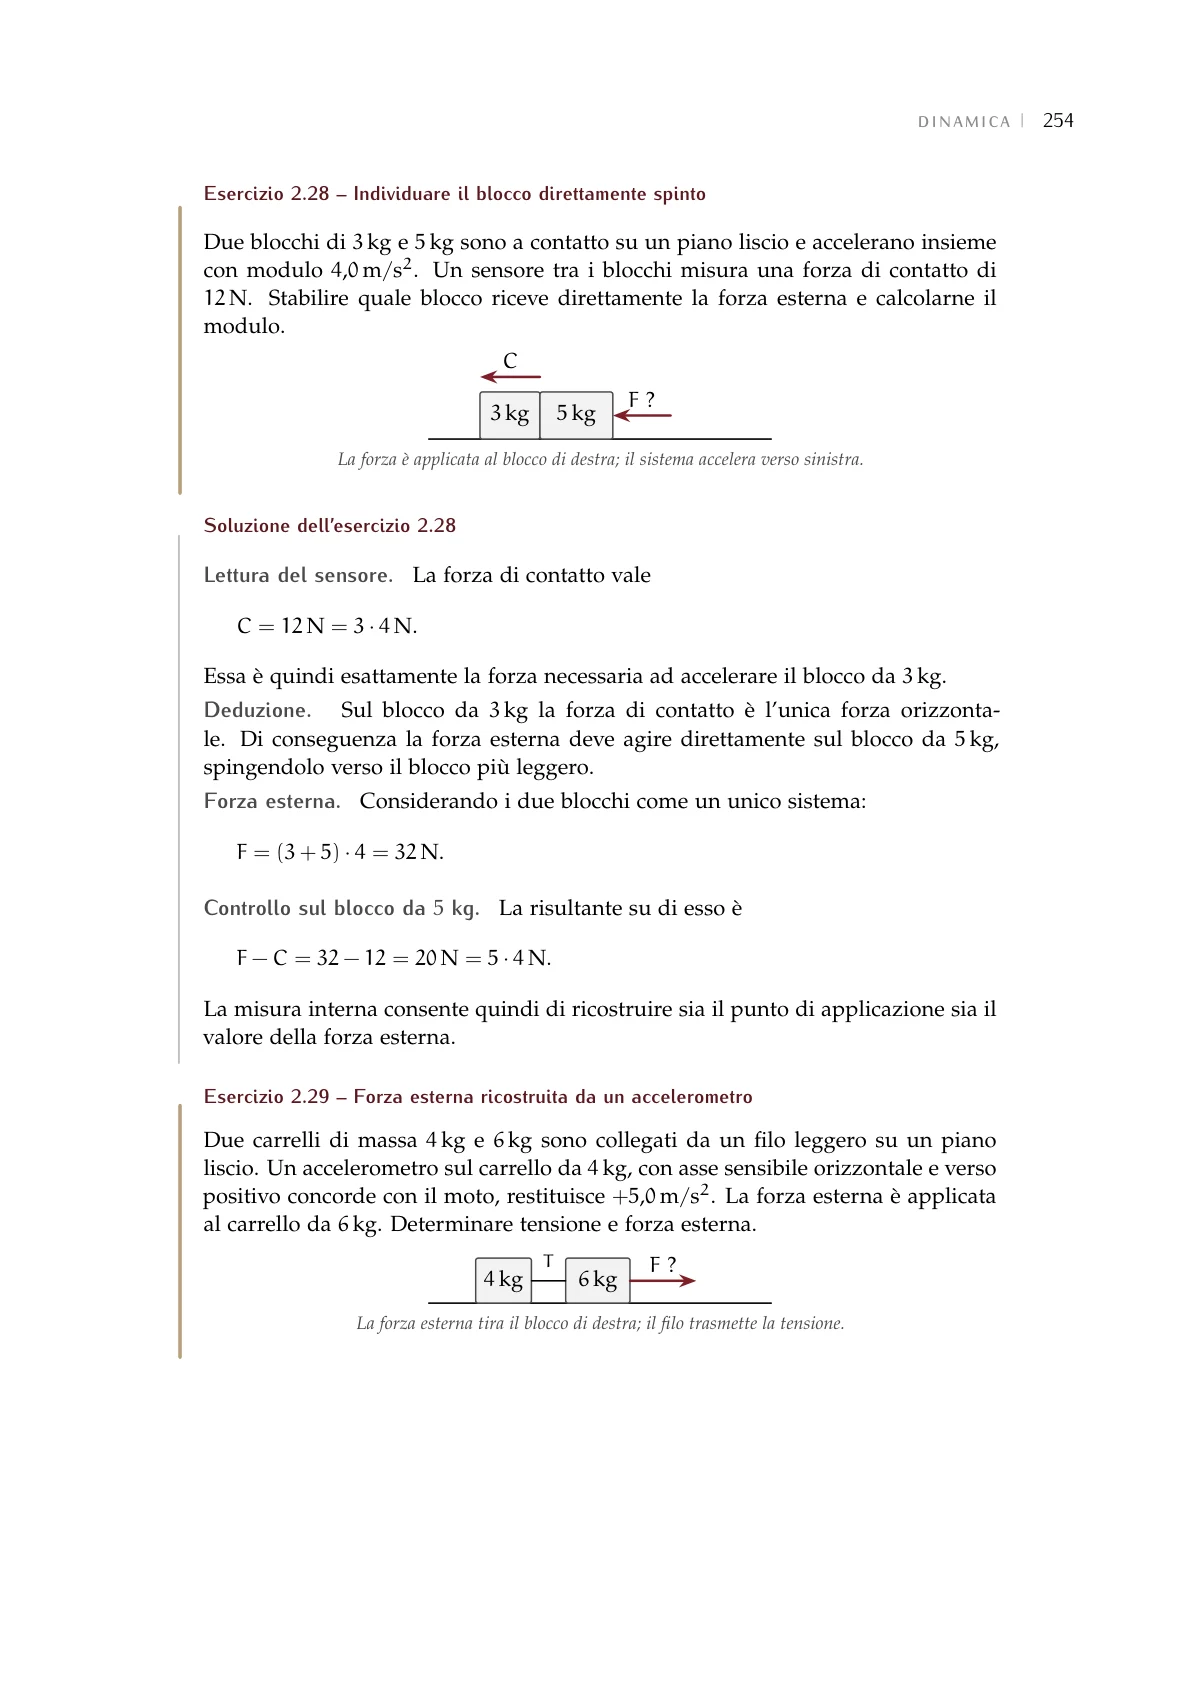 DINAMICA | 254
Esercizio 2.28 – Individuare il blocco direttamente spinto
Due blocchi di 3 kg e 5 kg sono a contatto su un piano liscio e accelerano insieme
con modulo 4,0 m/s². Un sensore tra i blocchi misura una forza di contatto di
12 N. Stabilire quale blocco riceve direttamente la forza esterna e calcolarne il
modulo.
C
3 kg 5 kg F ?
La forza è applicata al blocco di destra; il sistema accelera verso sinistra.
Soluzione dell'esercizio 2.28
Lettura del sensore. La forza di contatto vale
C = 12 N = 3 · 4 N.
Essa è quindi esattamente la forza necessaria ad accelerare il blocco da 3 kg.
Deduzione. Sul blocco da 3 kg la forza di contatto è l'unica forza orizzonta-
le. Di conseguenza la forza esterna deve agire direttamente sul blocco da 5 kg,
spingendolo verso il blocco più leggero.
Forza esterna. Considerando i due blocchi come un unico sistema:
F = (3 + 5) · 4 = 32 N.
Controllo sul blocco da 5 kg. La risultante su di esso è
F − C = 32 − 12 = 20 N = 5 · 4 N.
La misura interna consente quindi di ricostruire sia il punto di applicazione sia il
valore della forza esterna.
Esercizio 2.29 – Forza esterna ricostruita da un accelerometro
Due carrelli di massa 4 kg e 6 kg sono collegati da un filo leggero su un piano
liscio. Un accelerometro sul carrello da 4 kg, con asse sensibile orizzontale e verso
positivo concorde con il moto, restituisce +5,0 m/s². La forza esterna è applicata
al carrello da 6 kg. Determinare tensione e forza esterna.
4 kg T 6 kg F ?
La forza esterna tira il blocco di destra; il filo trasmette la tensione.